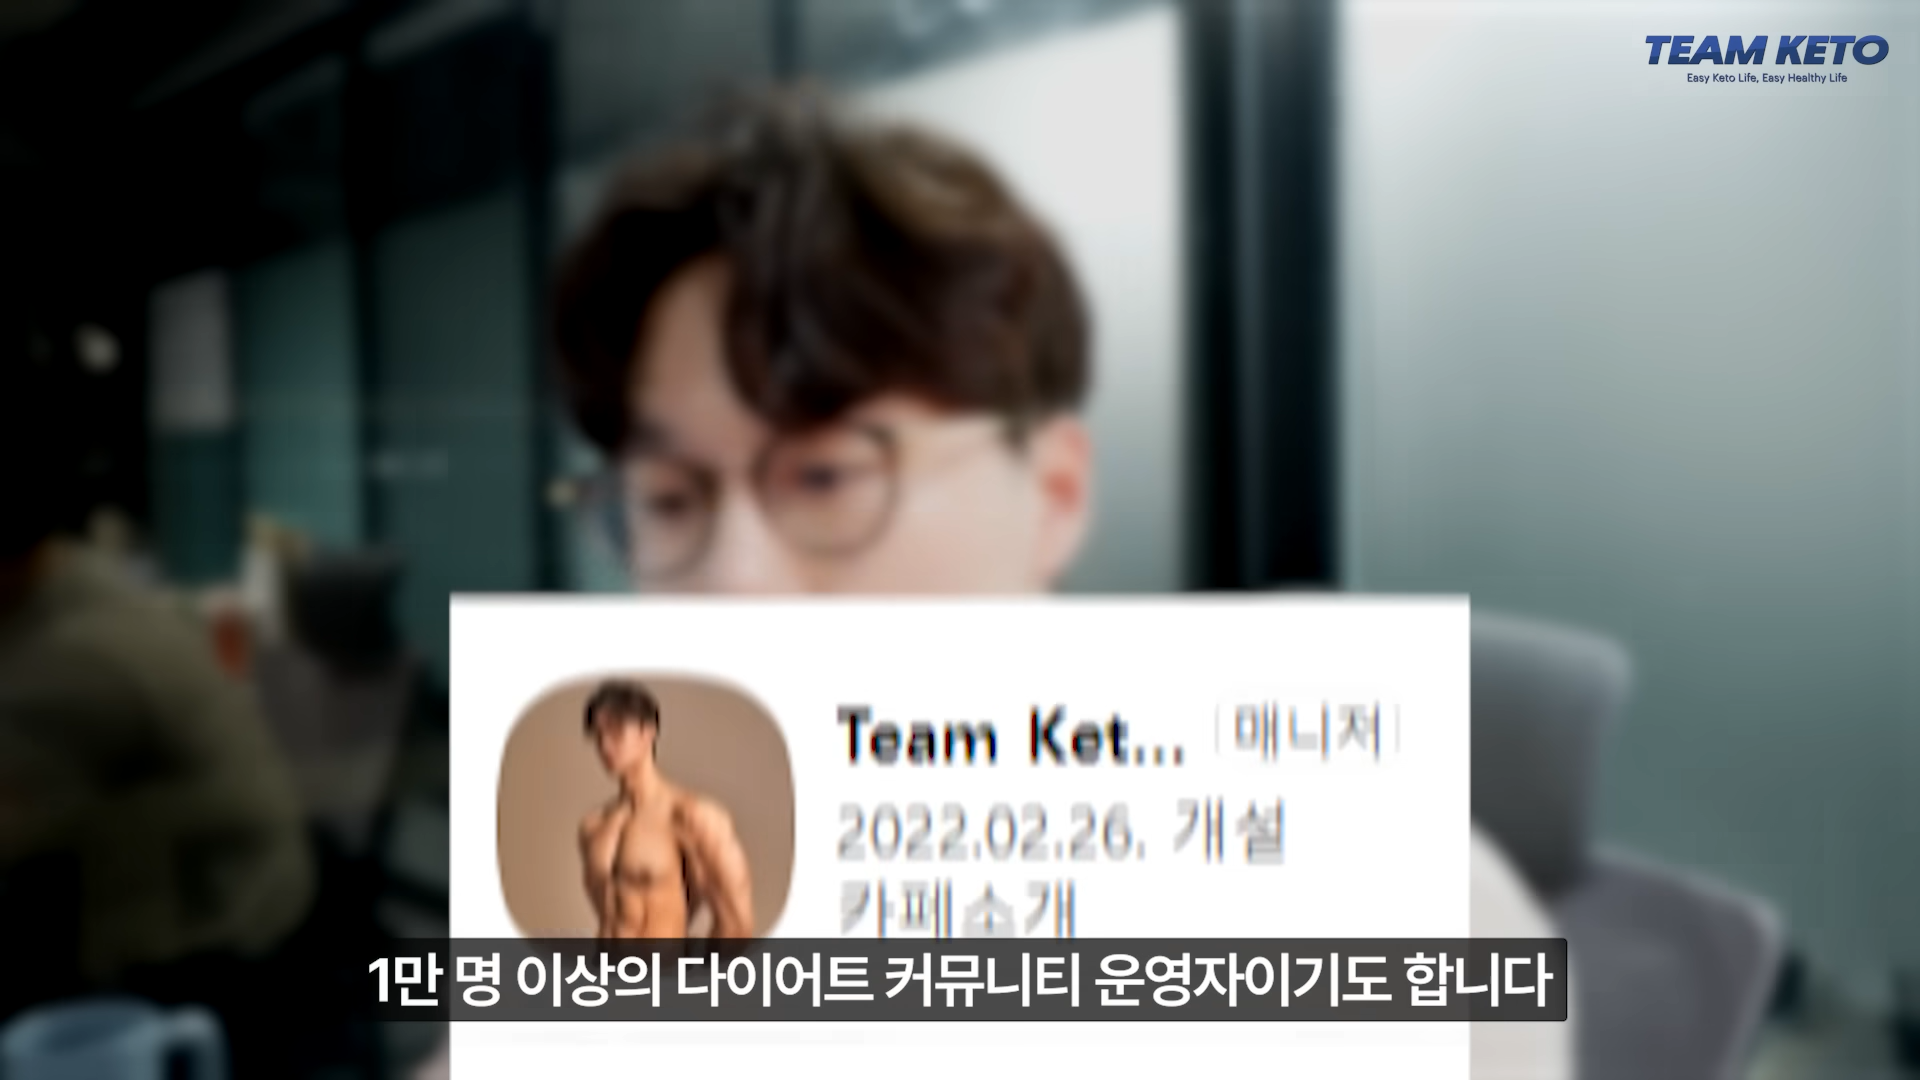 TEAM KETO
Easy Keto Life, Easy Healthy Life
Team Ket... 매니저
2022.02.26. 개설
카페소개
1만 명 이상의 다이어트 커뮤니티 운영자이기도 합니다